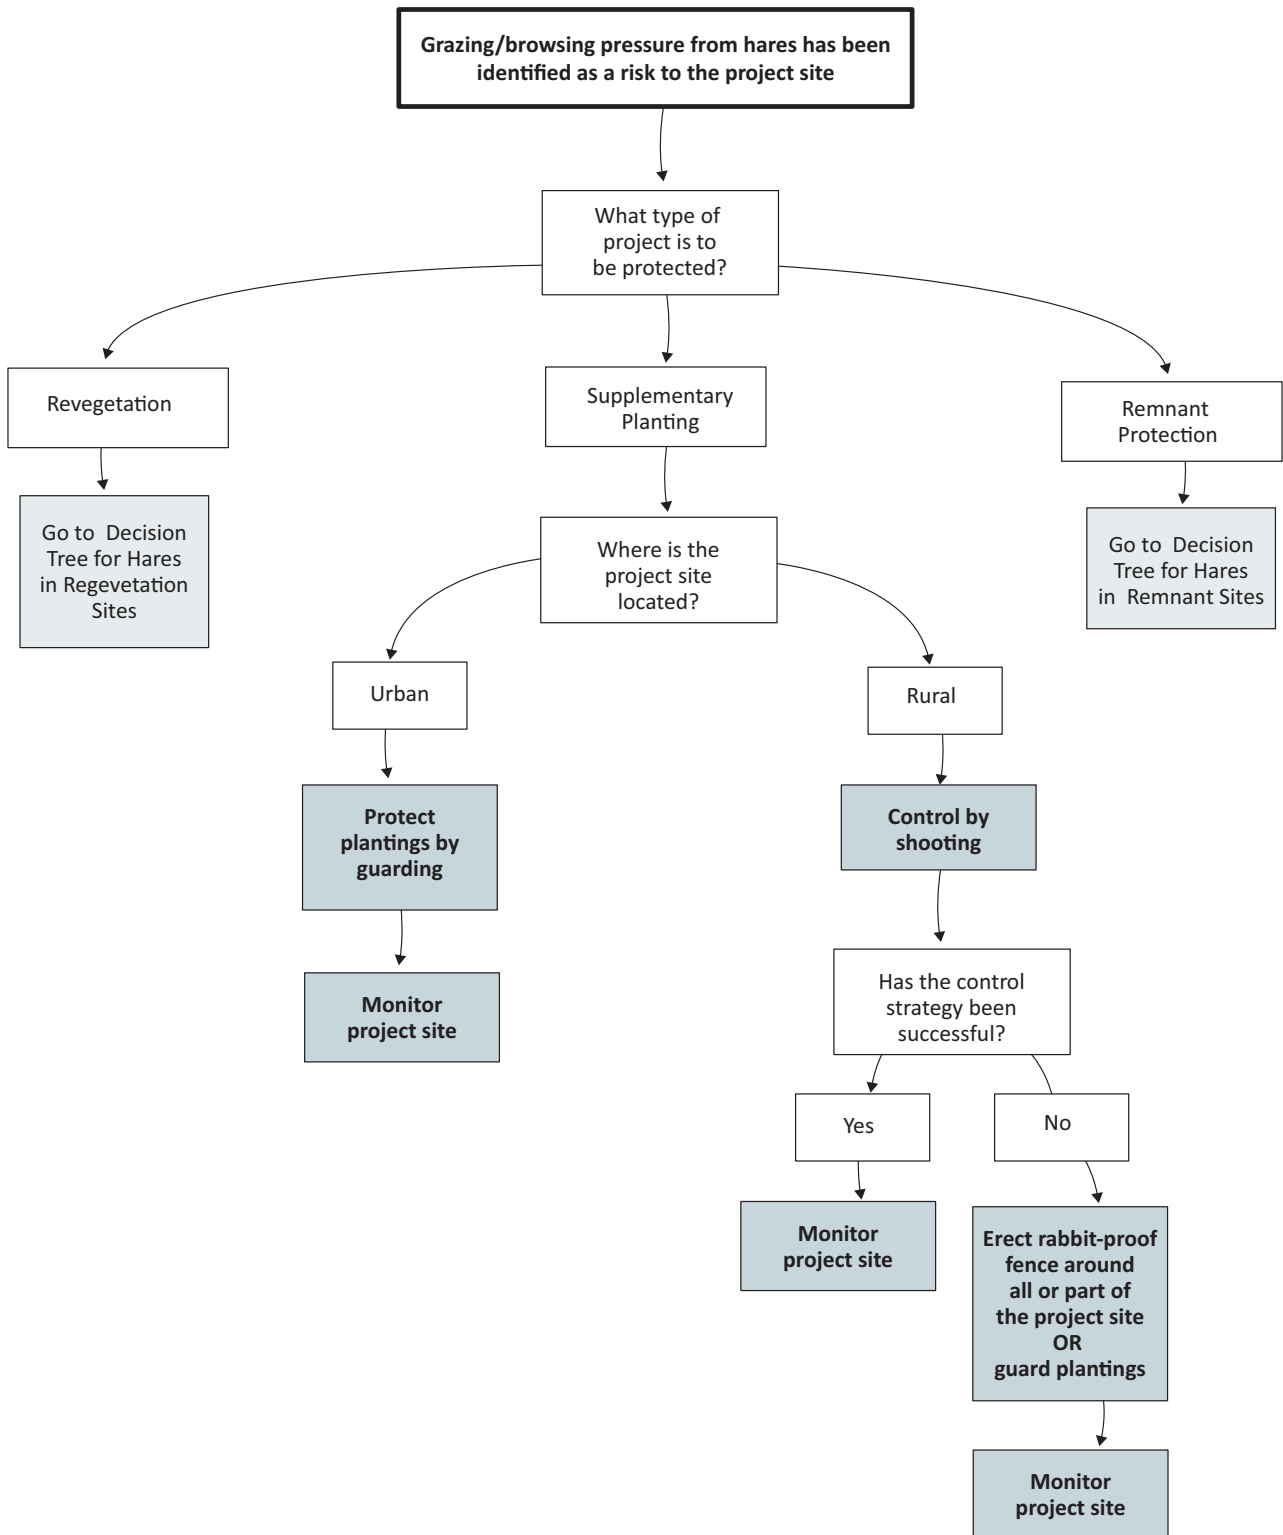 Grazing/browsing pressure from hares has been
identified as a risk to the project site
What type of
project is to
be protected?
Revegetation
Supplementary
Planting
Remnant
Protection
Go to Decision
Tree for Hares
in Regevetation
Sites
Where is the
project site
located?
Go to Decision
Tree for Hares
in Remnant Sites
Urban
Rural
Protect
plantings by
guarding
Control by
shooting
Monitor
project site
Has the control
strategy been
successful?
Yes
No
Monitor
project site
Erect rabbit-proof
fence around
all or part of
the project site
OR
guard plantings
Monitor
project site